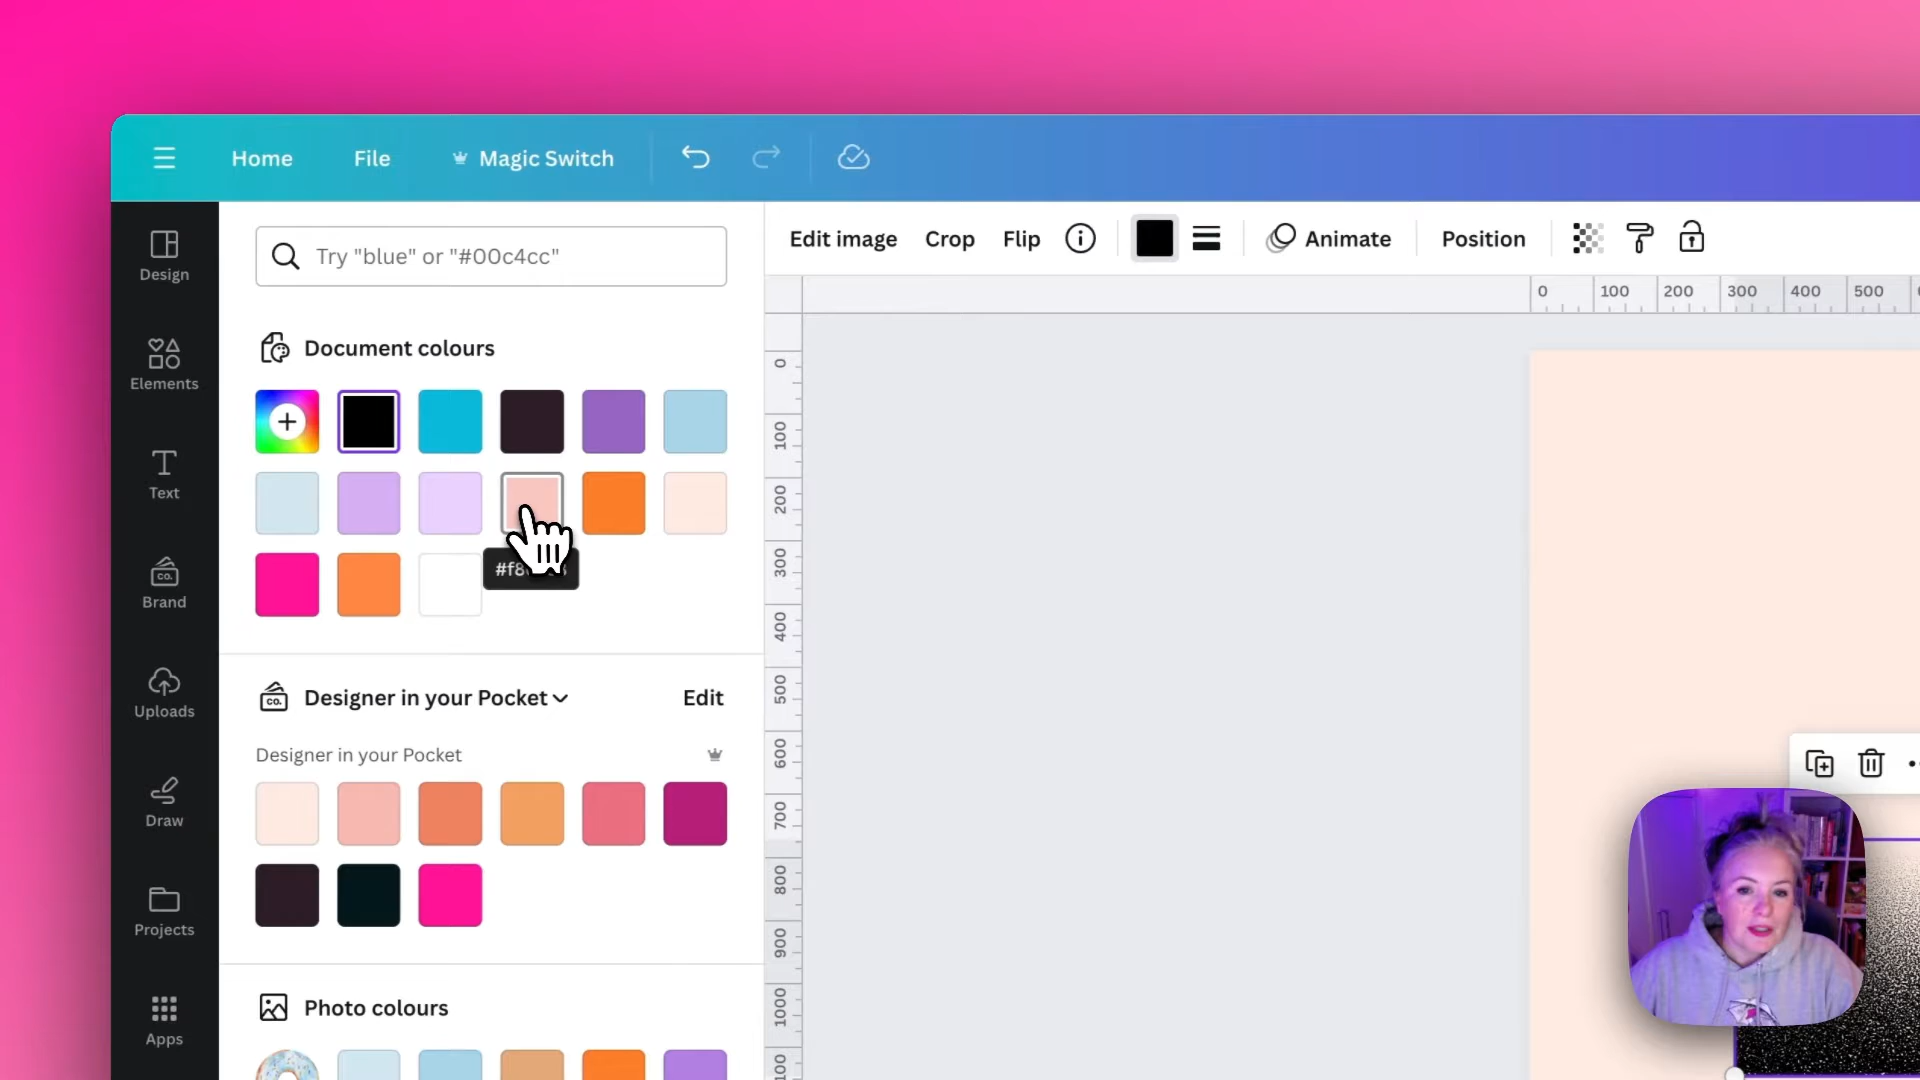 Home File Magic Switch
Try "blue" or "#00c4cc"
Edit image Crop Flip Animate Position
Design
Elements
Text
CO.
Brand
Uploads
Draw
Projects
Apps
Document colours
CO. Designer in your Pocket Edit
Designer in your Pocket
Photo colours
0 100 200 300 400 500
0
100
200
300
400
500
600
700
800
900
1000